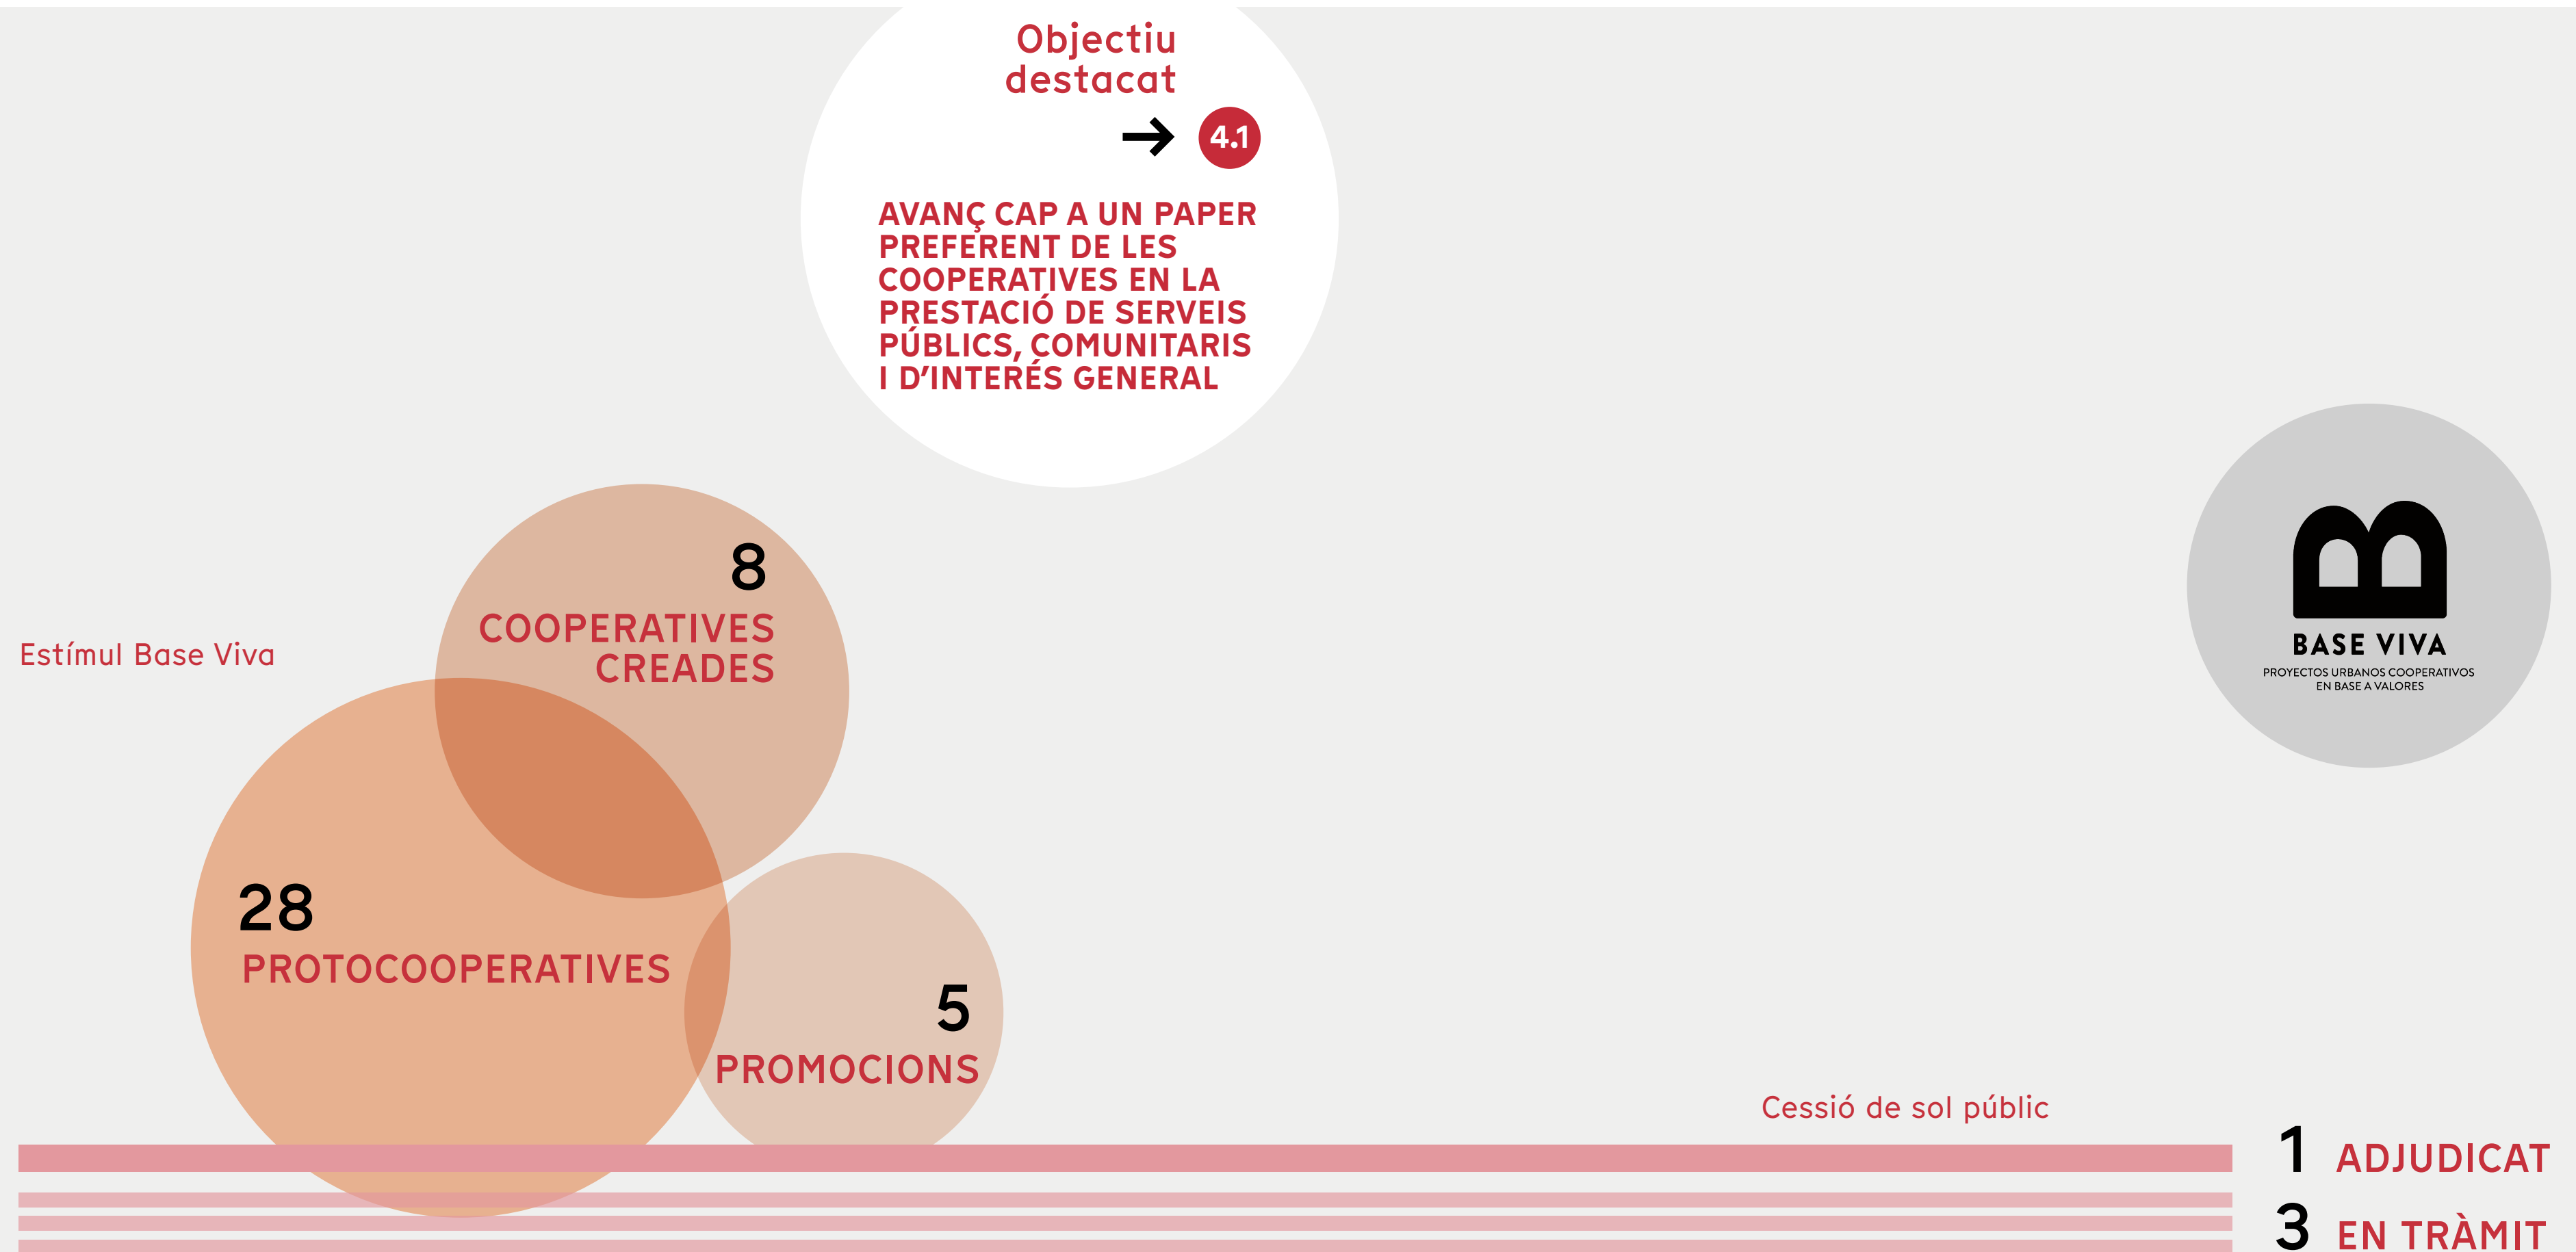 Objectiu
destacat
→ 4.1
AVANÇ CAP A UN PAPER
PREFERENT DE LES
COOPERATIVES EN LA
PRESTACIÓ DE SERVEIS
PÚBLICS, COMUNITARIS
I D’INTERÉS GENERAL
8
COOPERATIVES
CREADES
Estímul Base Viva
28
PROTOCOOPERATIVES
5
PROMOCIONS
B
BASE VIVA
PROYECTOS URBANOS COOPERATIVOS
EN BASE A VALORES
Cessió de sol públic
1 ADJUDICAT
3 EN TRÀMIT